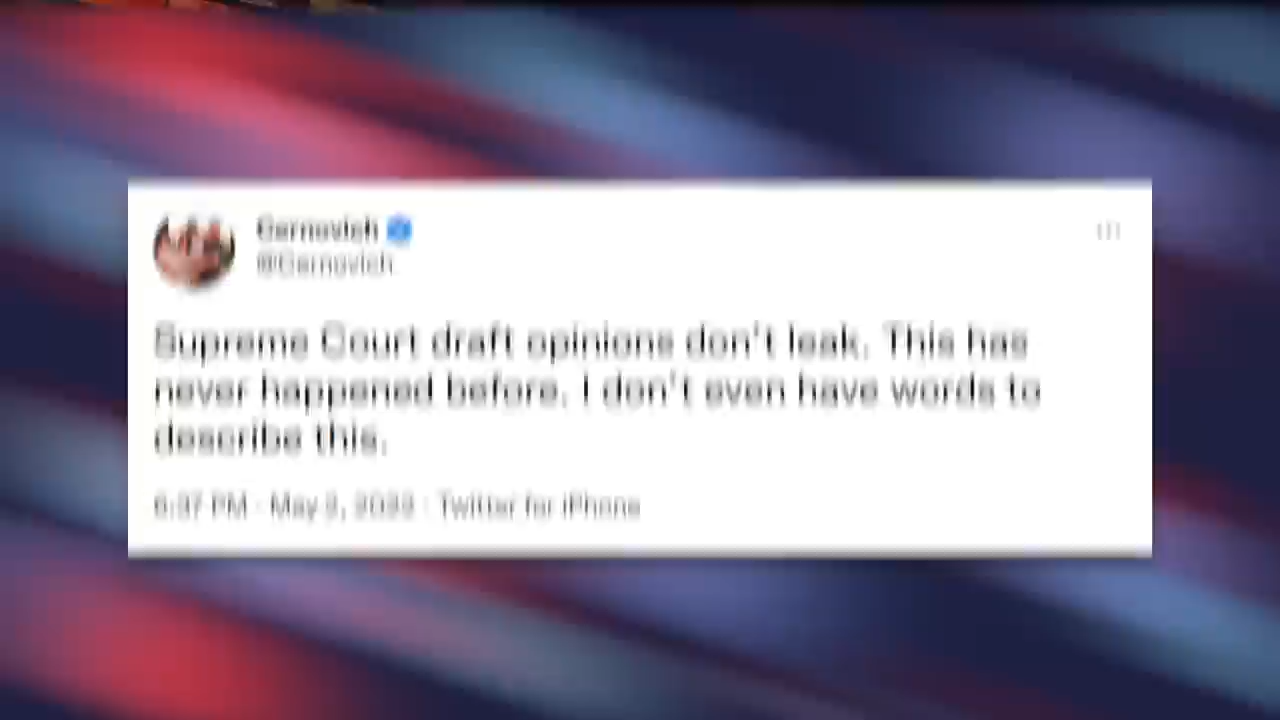 Cernovich
@Cernovich
Supreme Court draft opinions don't leak. This has
never happened before. I don't even have words to
describe this.
6:37 PM · May 2, 2022 · Twitter for iPhone